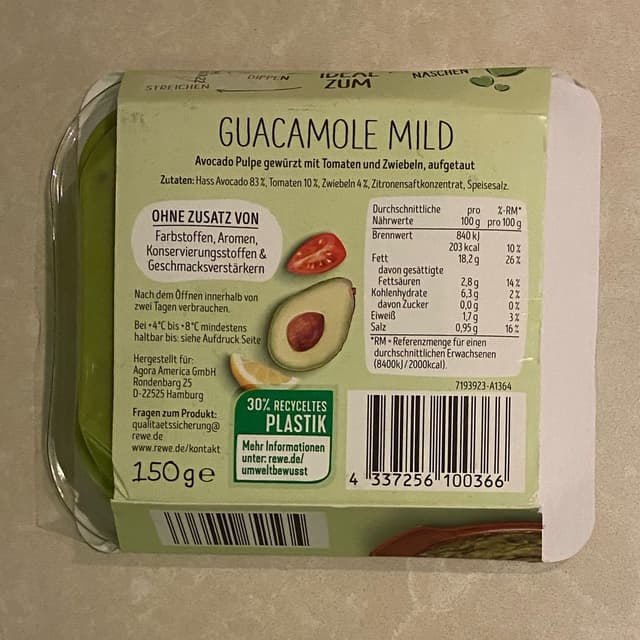 STREICHEN
DIPPEN
IDEAL
ZUM
NASCHEN
GUACAMOLE MILD
Avocado Pulpe gewürzt mit Tomaten und Zwiebeln, aufgetaut
Zutaten: Hass Avocado 83 %, Tomaten 10 %, Zwiebeln 4 %, Zitronensaftkonzentrat, Speisesalz.
OHNE ZUSATZ VON
Farbstoffen, Aromen,
Konservierungsstoffen &
Geschmacksverstärkern
Nach dem Öffnen innerhalb von
zwei Tagen verbrauchen.
Bei +4°C bis +8°C mindestens
haltbar bis: siehe Aufdruck Seite
Hergestellt für:
Agora America GmbH
Rondenbarg 25
D-22525 Hamburg
Fragen zum Produkt:
qualitaetssicherung@
rewe.de
www.rewe.de/kontakt
150 g e
30% RECYCELTES
PLASTIK
Mehr Informationen
unter: rewe.de/
umweltbewusst
Durchschnittliche pro %-RM*
Nährwerte 100 g pro 100 g
Brennwert 840 kJ
203 kcal 10 %
Fett 18,2 g 26 %
davon gesättigte
Fettsäuren 2,8 g 14 %
Kohlenhydrate 6,3 g 2 %
davon Zucker 0,0 g 0 %
Eiweiß 1,7 g 3 %
Salz 0,95 g 16 %
*RM = Referenzmenge für einen
durchschnittlichen Erwachsenen
(8400kJ/2000kcal).
7193923-A1364
4 337256 100366